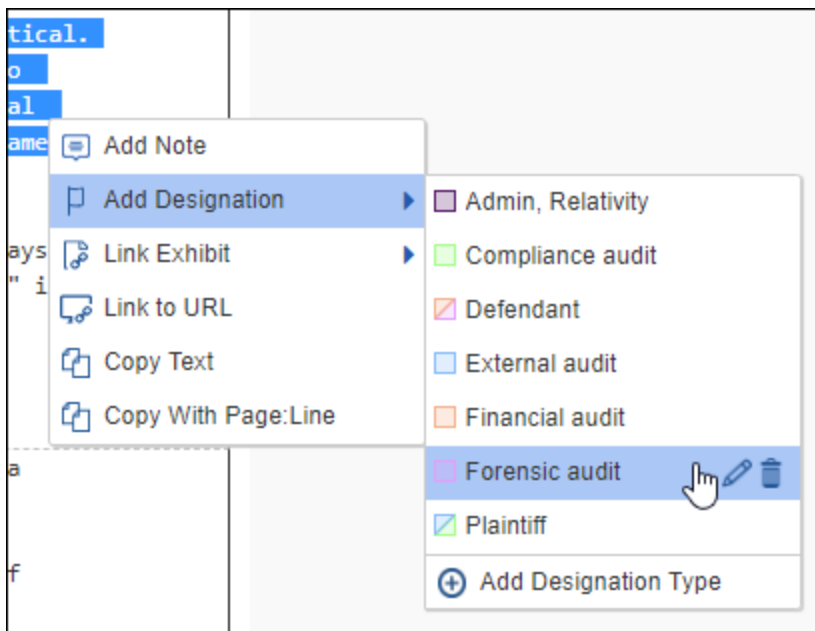 tical.
o
al
ame
Add Note
Add Designation
Link Exhibit
Link to URL
Copy Text
Copy With Page:Line
ays
" i
a
f
Admin, Relativity
Compliance audit
Defendant
External audit
Financial audit
Forensic audit
Plaintiff
Add Designation Type